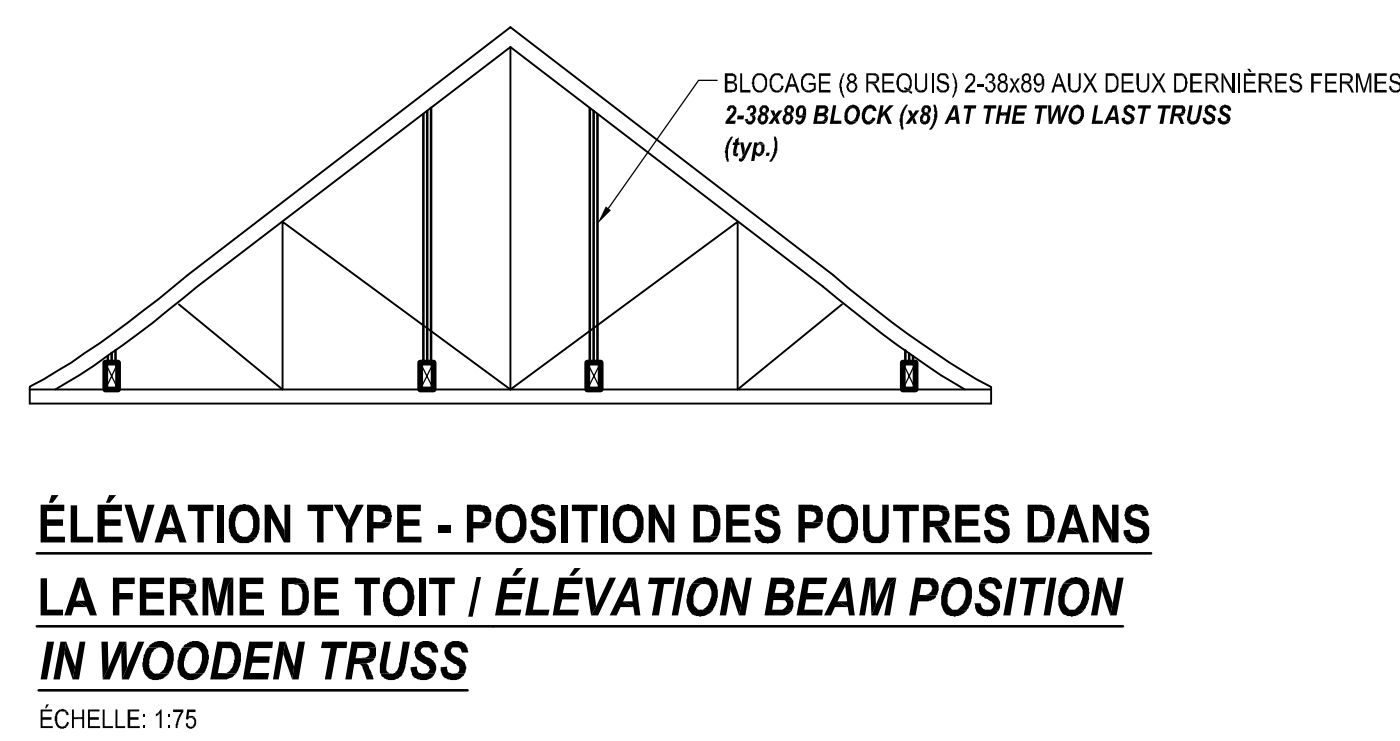 BLOCAGE (8 REQUIS) 2-38x89 AUX DEUX DERNIÈRES FERMES
2-38x89 BLOCK (x8) AT THE TWO LAST TRUSS
(typ.)
ÉLÉVATION TYPE - POSITION DES POUTRES DANS
LA FERME DE TOIT / ÉLÉVATION BEAM POSITION
IN WOODEN TRUSS
ÉCHELLE: 1:75